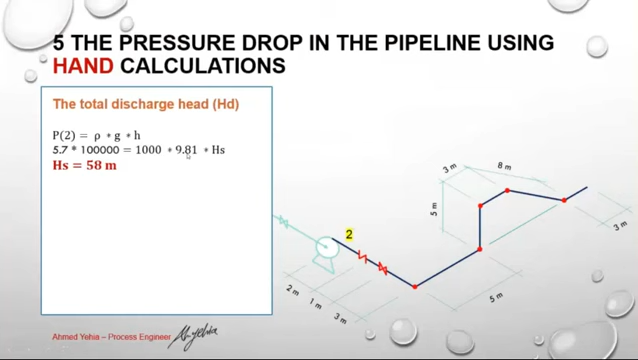 5 THE PRESSURE DROP IN THE PIPELINE USING
HAND CALCULATIONS
The total discharge head (Hd)
P(2) = ρ * g * h
5.7 * 100000 = 1000 * 9.81 * Hs
Hs = 58 m
3 m
8 m
5 m
2
3 m
2 m
1 m
3 m
5 m
Ahmed Yehia – Process Engineer